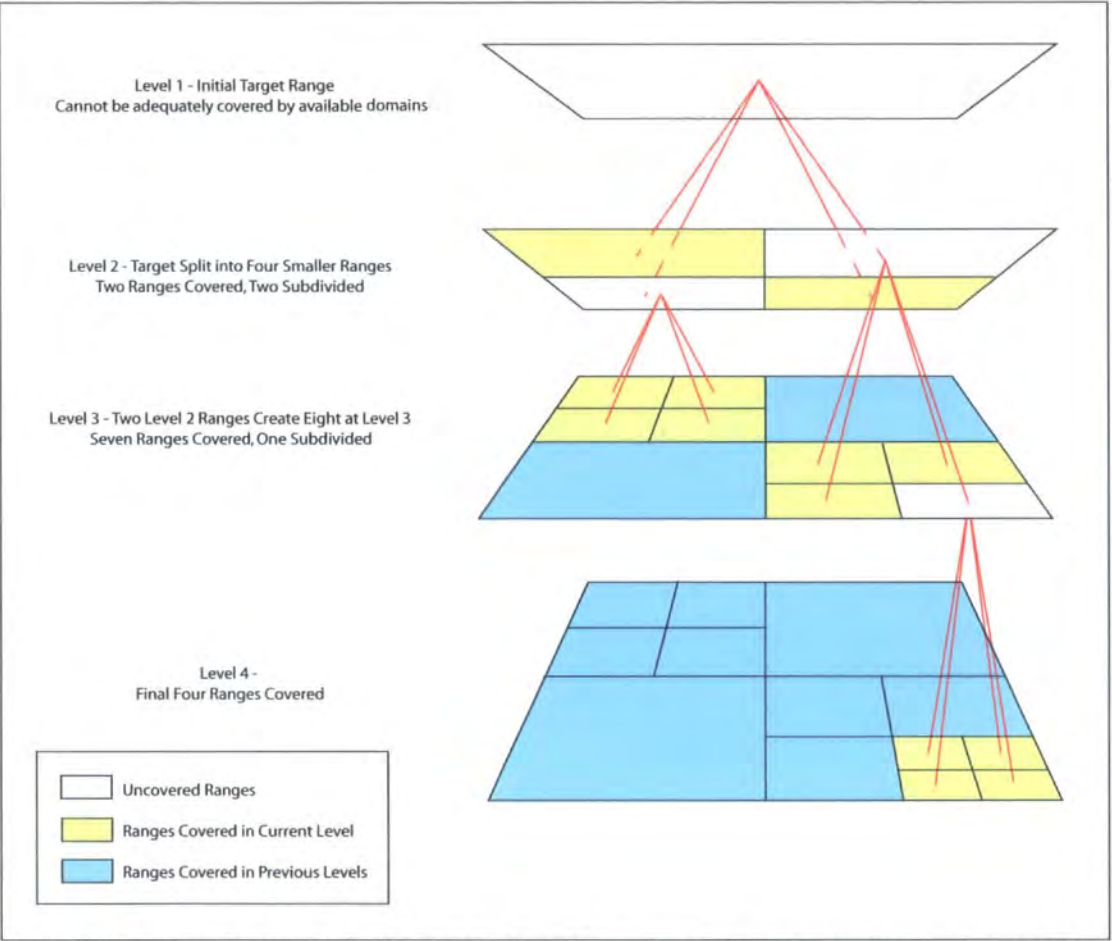 Level 1 - Initial Target Range
Cannot be adequately covered by available domains
Level 2 - Target Split into Four Smaller Ranges
Two Ranges Covered, Two Subdivided
Level 3 - Two Level 2 Ranges Create Eight at Level 3
Seven Ranges Covered, One Subdivided
Level 4 -
Final Four Ranges Covered
Uncovered Ranges
Ranges Covered in Current Level
Ranges Covered in Previous Levels